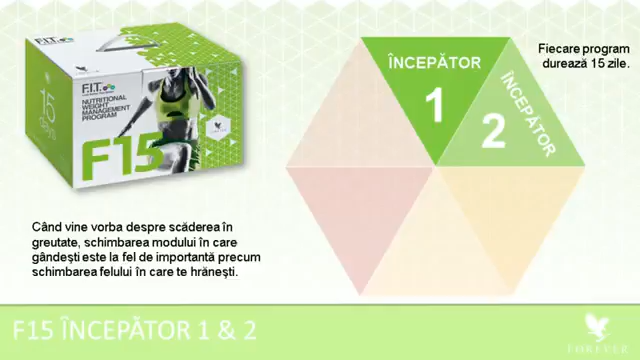 F.I.T.
NUTRITIONAL
WEIGHT
MANAGEMENT
PROGRAM
F15
FOREVER
ÎNCEPĂTOR
1
ÎNCEPĂTOR
2
Fiecare program
durează 15 zile.
Când vine vorba despre scăderea în
greutate, schimbarea modului în care
gândești este la fel de importantă precum
schimbarea felului în care te hrănești.
F15 ÎNCEPĂTOR 1 & 2
FOREVER